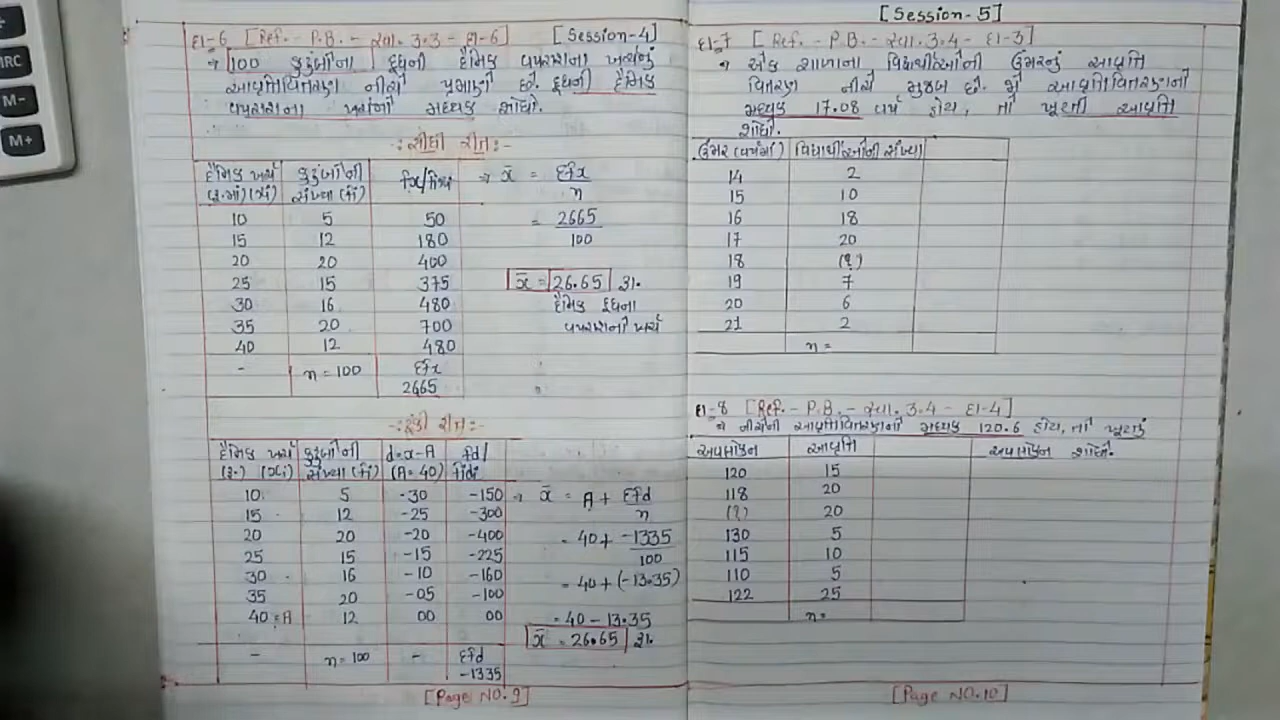 RC
M-
M+
દા-6 [Ref.- P.B.- સ્વા. 3.3 - દા-6] [Session-4]
→ 100 કુટુંબોના દૂધની દૈનિક વપરાશના ખર્ચનું
આવૃત્તિવિતરણ નીચે પ્રમાણે છે. દૂધની દૈનિક
વપરાશના ખર્ચનો મધ્યક શોધો.
-: સીધી રીત :-
દૈનિક ખર્ચ કુટુંબોની fx/fixi → x̄ = Σfx
(રૂ.માં) (xi) સંખ્યા (fi) n
10 5 50 = 2665
15 12 180 100
20 20 400
25 15 375 x̄ = 26.65 રૂ.
30 16 480 દૈનિક દૂધના
35 20 700 વપરાશનો ખર્ચ
40 12 480
- n = 100 Σfx
2665
-: ટૂંકી રીત :-
દૈનિક ખર્ચ કુટુંબોની d=x-A fd/
(રૂ.) (xi) સંખ્યા (fi) (A = 40) fidi
10 5 -30 -150 → x̄ = A + Σfd
15 12 -25 -300 n
20 20 -20 -400 = 40 + -1335
25 15 -15 -225 100
30 16 -10 -160 = 40 + (-13.35)
35 20 -05 -100
40 = A 12 00 00 = 40 - 13.35
x̄ = 26.65 રૂ.
- n = 100 - Σfd
-1335
[Page NO. 9]
[Session-5]
દા-7 [Ref.- P.B.- સ્વા. 3.4 - દા-3]
→ એક શાળાના વિદ્યાર્થીઓની ઉંમરનું આવૃત્તિ
વિતરણ નીચે મુજબ છે. જો આવૃત્તિવિતરણનો
મધ્યક 17.08 વર્ષ હોય, તો ખૂટતી આવૃત્તિ
શોધો.
ઉંમર (વર્ષમાં) વિદ્યાર્થીઓની સંખ્યા
14 2
15 10
16 18
17 20
18 (?)
19 7
20 6
21 2
n =
દા-8 [Ref.- P.B.- સ્વા. 3.4 - દા-4]
→ નીચેની આવૃત્તિવિતરણનો મધ્યક 120.6 હોય, તો ખૂટતું
અવલોકન આવૃત્તિ અવલોકન શોધો.
120 15
118 20
(?) 20
130 5
115 10
110 5
122 25
n=
[Page NO. 10]